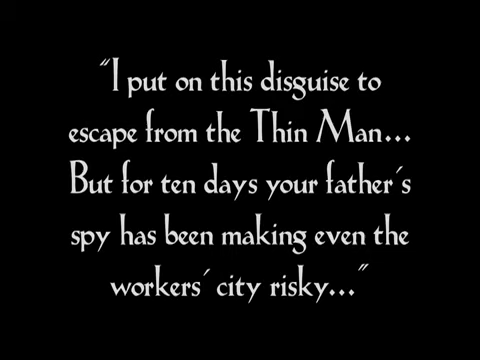 “I put on this disguise to
escape from the Thin Man...
But for ten days your father´s
spy has been making even the
workers´ city risky...”